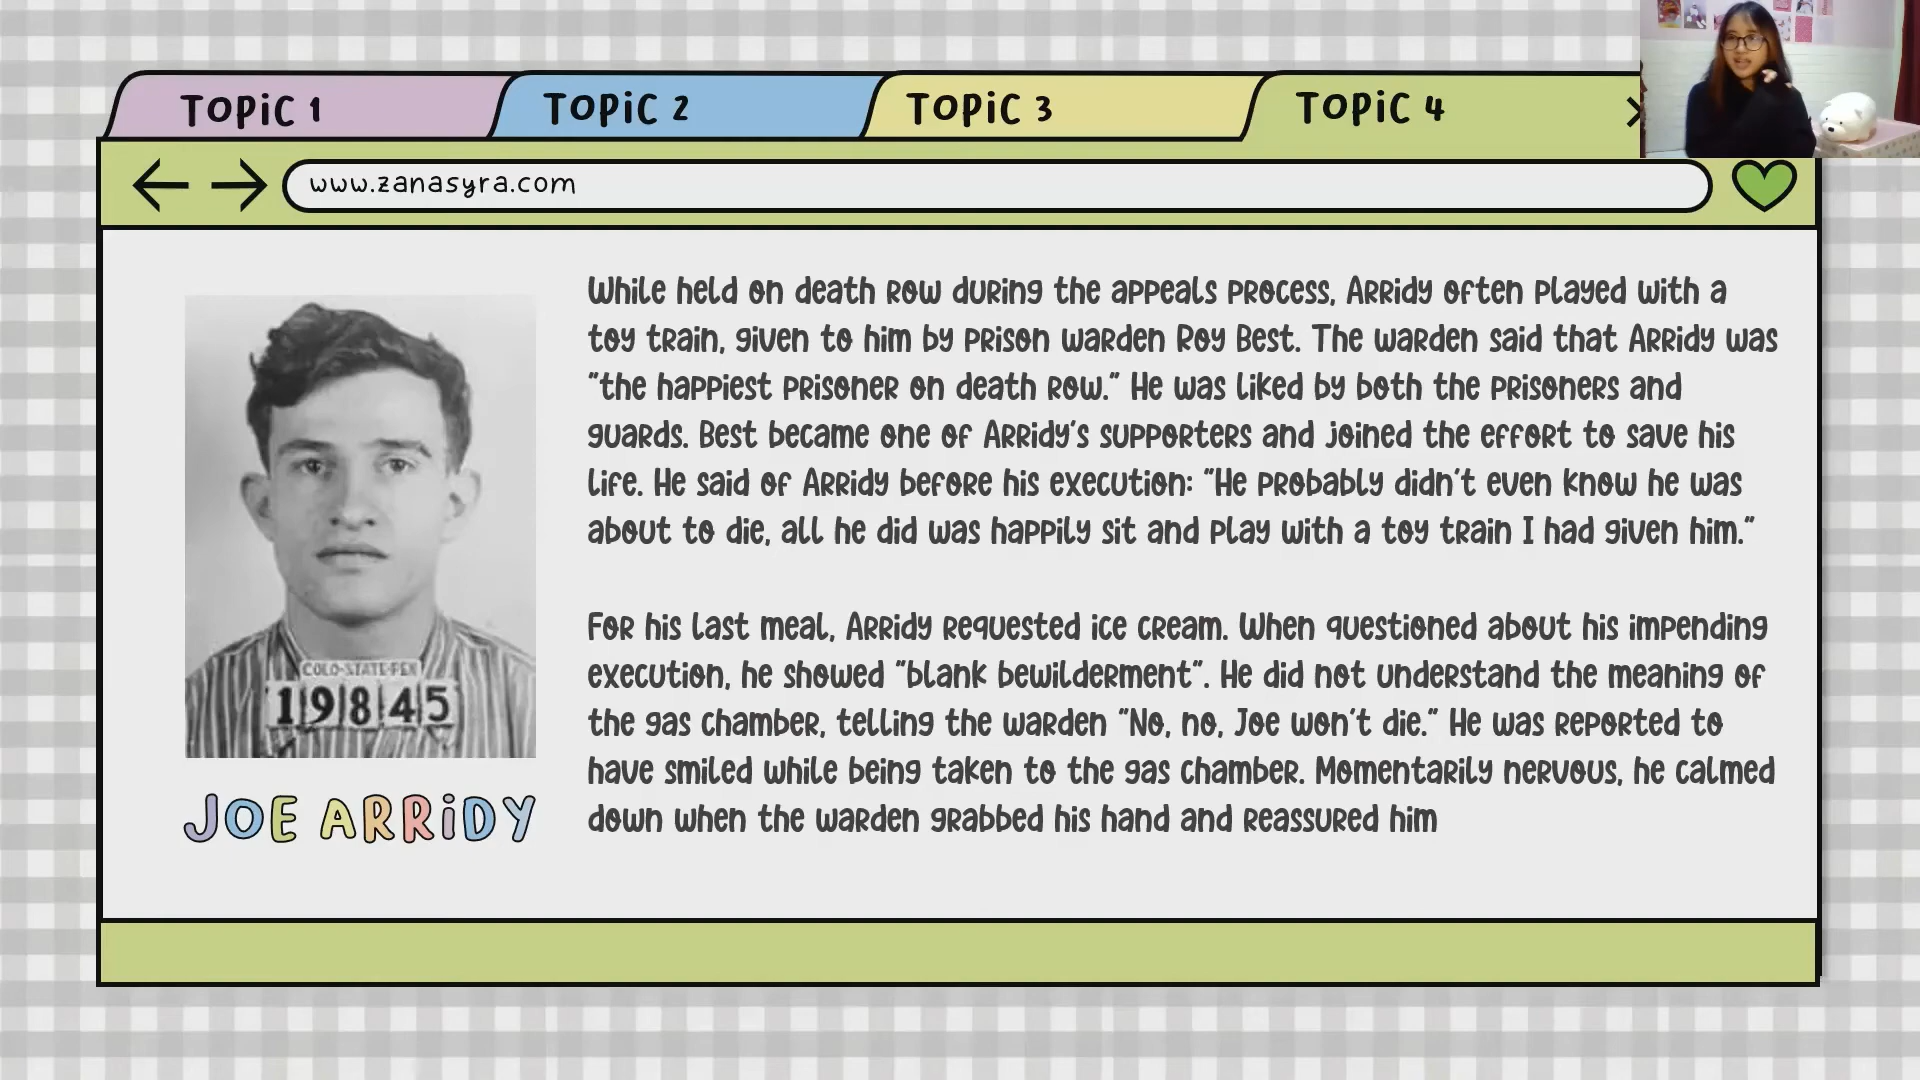 TOPIC 1
TOPIC 2
TOPIC 3
TOPIC 4
www.zanasyra.com
While held on death row during the appeals process, Arridy often played with a
toy train, given to him by prison warden Roy Best. The warden said that Arridy was
"the happiest prisoner on death row." He was liked by both the prisoners and
guards. Best became one of Arridy's supporters and joined the effort to save his
life. He said of Arridy before his execution: "He probably didn't even know he was
about to die, all he did was happily sit and play with a toy train I had given him."
For his last meal, Arridy requested ice cream. When questioned about his impending
execution, he showed "blank bewilderment". He did not understand the meaning of
the gas chamber, telling the warden "No, no, Joe won't die." He was reported to
have smiled while being taken to the gas chamber. Momentarily nervous, he calmed
down when the warden grabbed his hand and reassured him
COLO-STATE-PEN
19845
JOE ARRIDY